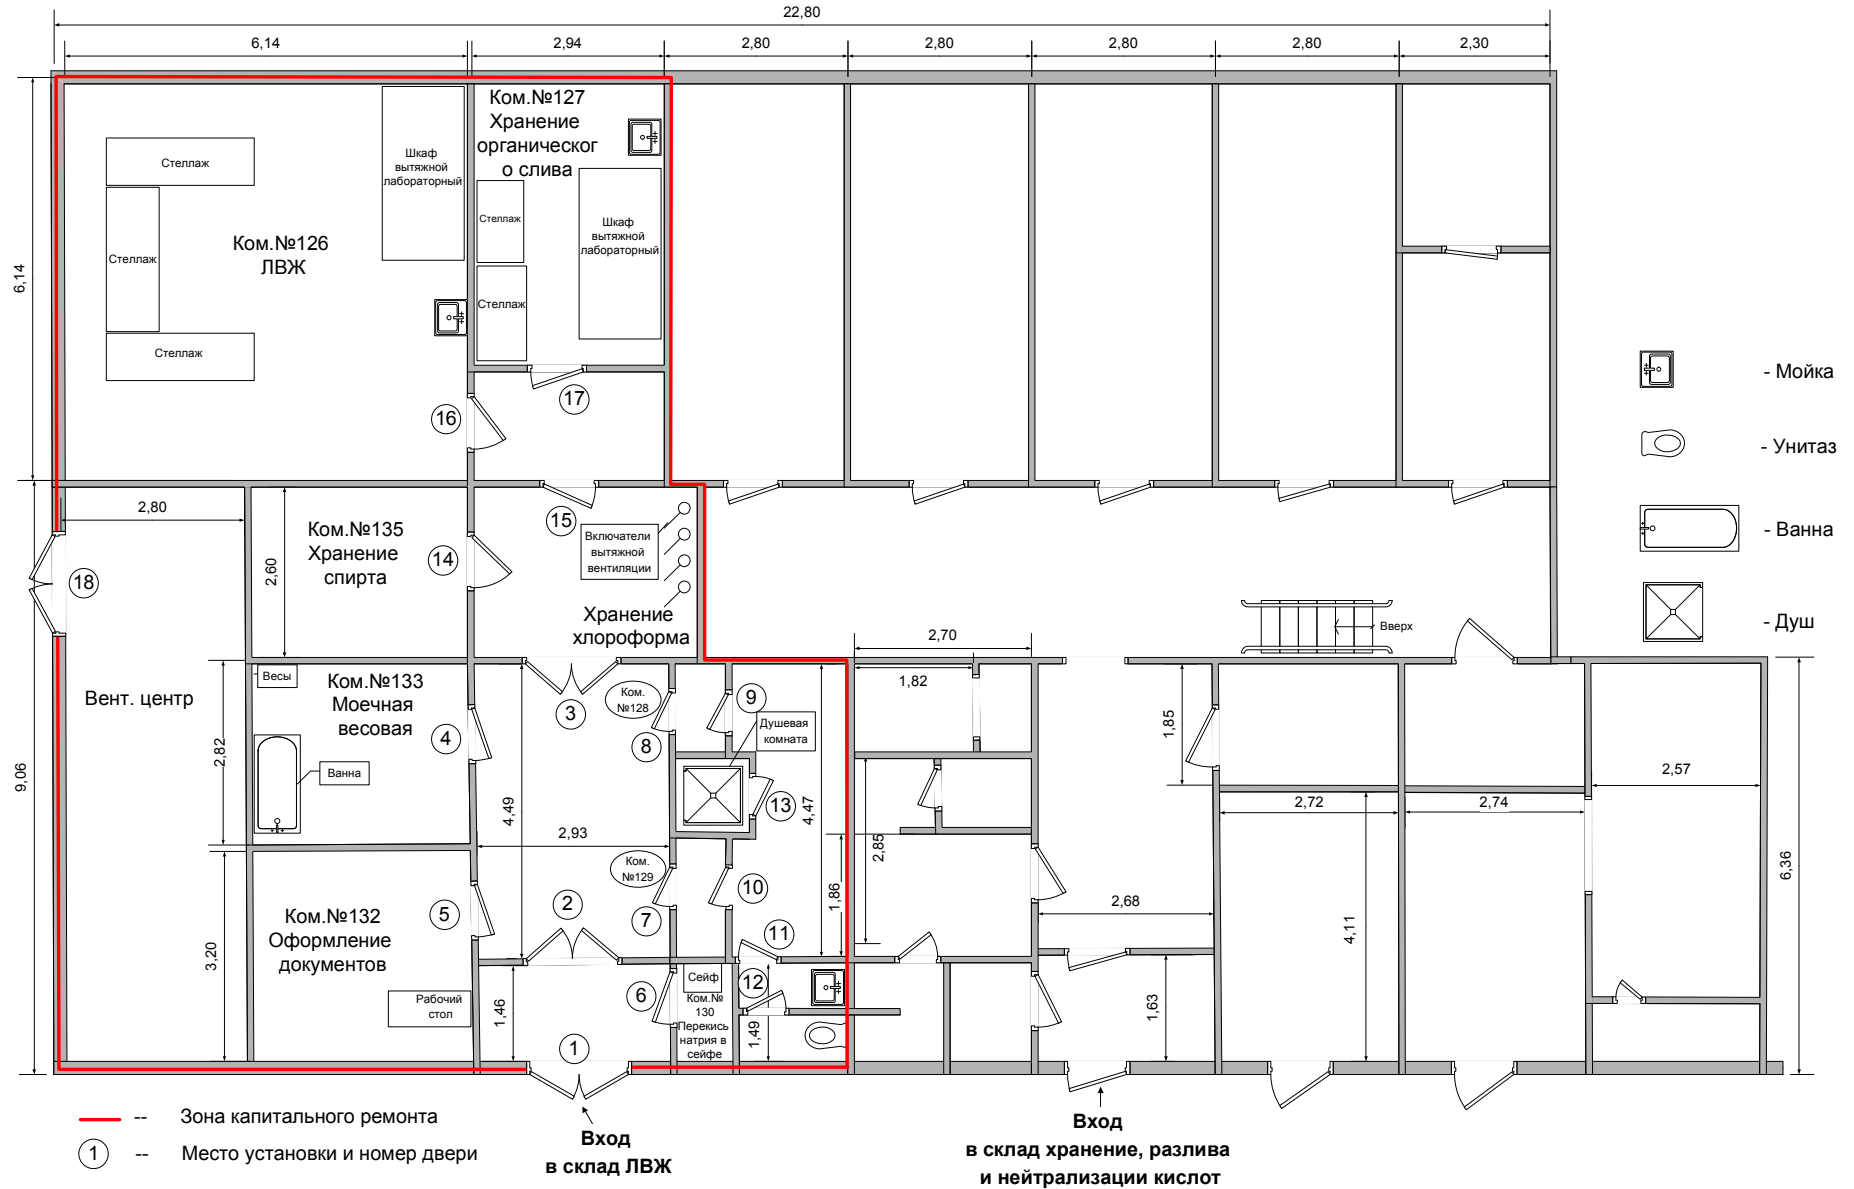 22,80
6,14
2,94
2,80
2,80
2,80
2,80
2,30
Ком.№127
Хранение
органическог
о слива
Шкаф
вытяжной
лабораторный
Стеллаж
Стеллаж
Шкаф
вытяжной
лабораторный
Ком.№126
ЛВЖ
Стеллаж
Стеллаж
Стеллаж
6,14
17
16
- Мойка
- Унитаз
- Ванна
- Душ
2,80
Ком.№135
Хранение
спирта
2,60
14
15
Включатели
вытяжной
вентиляции
18
Хранение
хлороформа
Вверх
2,70
1,82
Весы
Ком.№133
Моечная
весовая
Вент. центр
Ком.
№128
3
4
8
9
Душевая
комната
1,85
2,82
Ванна
9,06
4,49
13
4,47
2,57
2,72
2,74
2,93
2,85
Ком.
№129
10
1,86
6,36
2
5
7
11
2,68
4,11
Ком.№132
Оформление
документов
3,20
Рабочий
стол
1,46
6
Сейф
Ком.№
130
Перекись
натрия в
сейфе
12
1,49
1,63
1
-- Зона капитального ремонта
1 -- Место установки и номер двери
Вход
в склад ЛВЖ
Вход
в склад хранение, разлива
и нейтрализации кислот